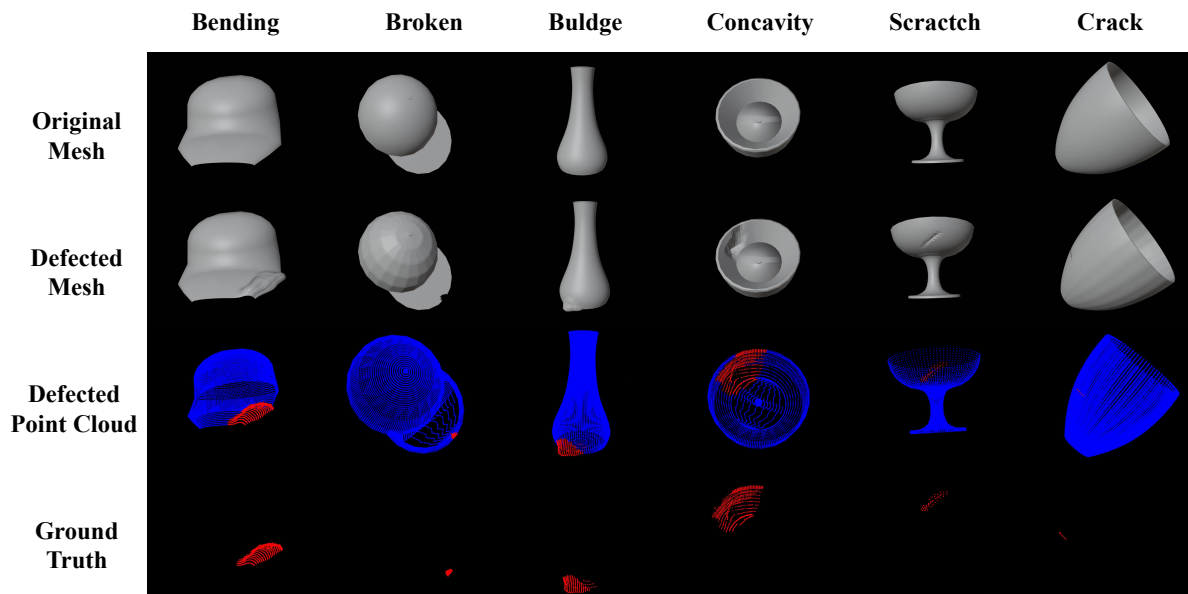 Bending Broken Buldge Concavity Scractch Crack
Original
Mesh
Defected
Mesh
Defected
Point Cloud
Ground
Truth